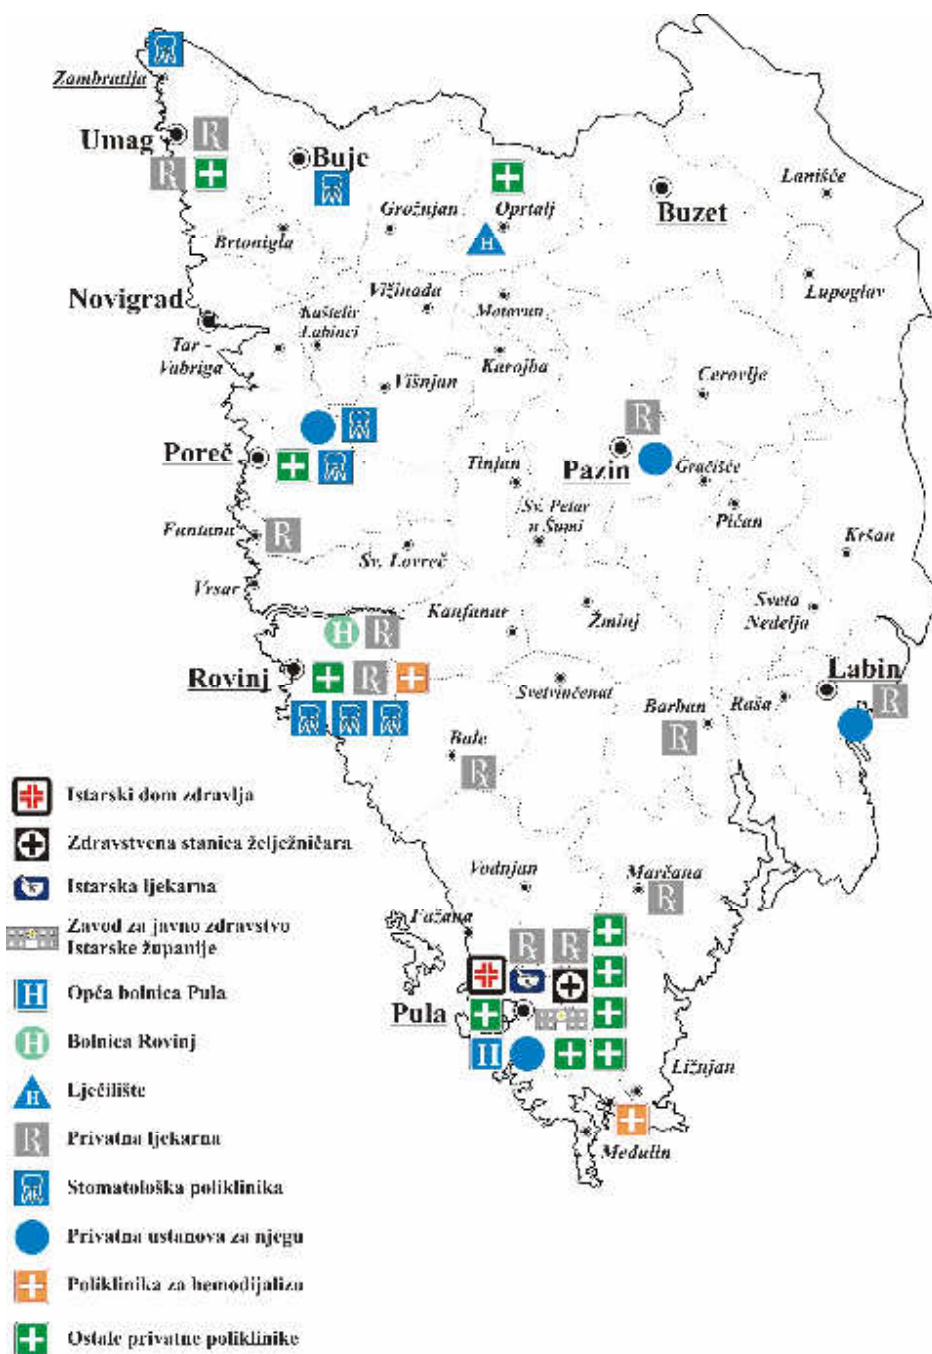 Zambratija
Umag
Buje
Buzet
Lanišće
Oprtalj
Grožnjan
Brtonigla
Lupoglav
Vižinada
Novigrad
Motovun
Kaštelir
Labinci
Tar -
Vabriga
Karojba
Višnjan
Cerovlje
Poreč
Pazin
Gračišće
Tinjan
Sv. Petar
u Šumi
Pićan
Funtana
Sv. Lovreč
Kršan
Vrsar
Kanfanar
Žminj
Sveta
Nedelja
Rovinj
Labin
Svetvinčenat
Raša
Barban
Bale
Istarski dom zdravlja
Zdravstvena stanica željžničara
Istarska ljekarna
Zavod za javno zdravstvo
Istarske županije
Opća bolnica Pula
Bolnica Rovinj
Lječilište
Privatna ljekarna
Stomatološka poliklinika
Privatna ustanova za njegu
Poliklinika za hemodijalizu
Ostale privatne poliklinike
Vodnjan
Marčana
Fažana
Pula
Ližnjan
Medulin